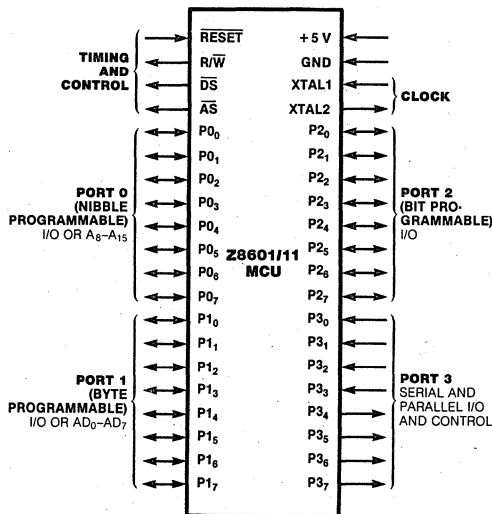 TIMING
AND
CONTROL
RESET
R/W
DS
AS
+5 V
GND
XTAL1
XTAL2
CLOCK
PORT 0
(NIBBLE
PROGRAMMABLE)
I/O OR A8–A15
P00
P01
P02
P03
P04
P05
P06
P07
PORT 1
(BYTE
PROGRAMMABLE)
I/O OR AD0–AD7
P10
P11
P12
P13
P14
P15
P16
P17
Z8601/11
MCU
P20
P21
P22
P23
P24
P25
P26
P27
PORT 2
(BIT PRO-
GRAMMABLE)
I/O
P30
P31
P32
P33
P34
P35
P36
P37
PORT 3
SERIAL AND
PARALLEL I/O
AND CONTROL